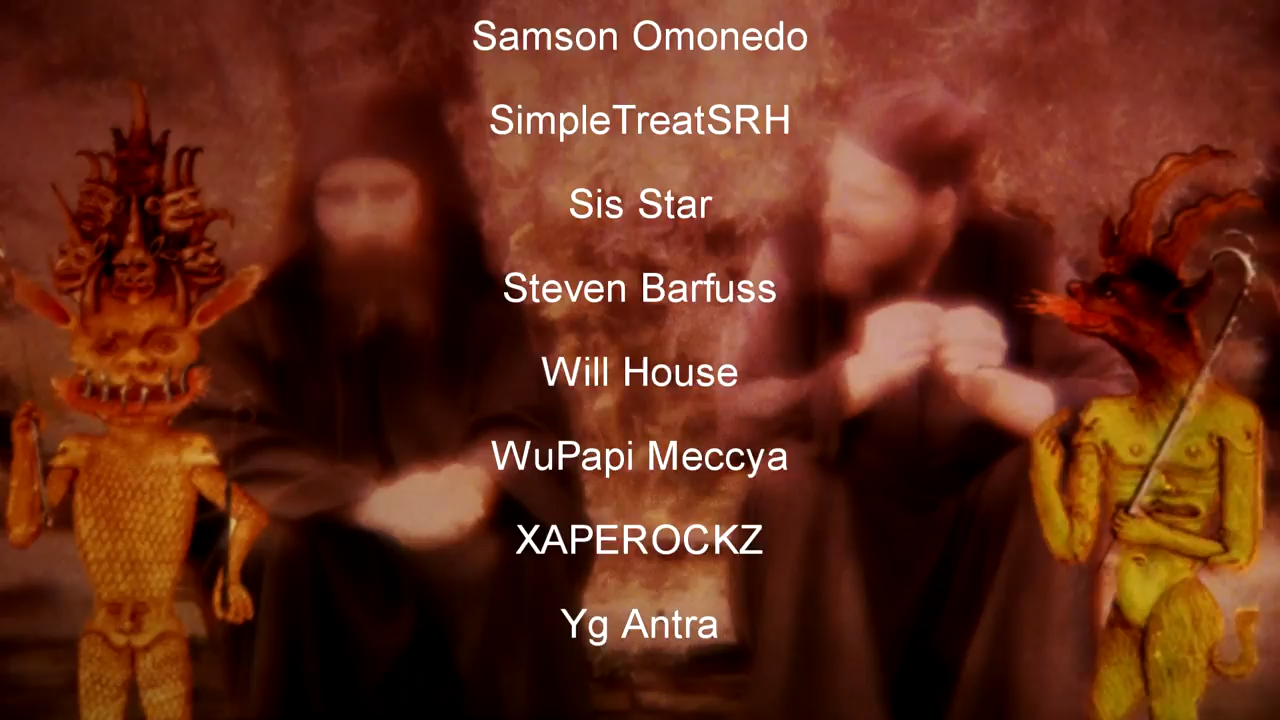 Samson Omonedo
SimpleTreatSRH
Sis Star
Steven Barfuss
Will House
WuPapi Meccya
XAPEROCKZ
Yg Antra